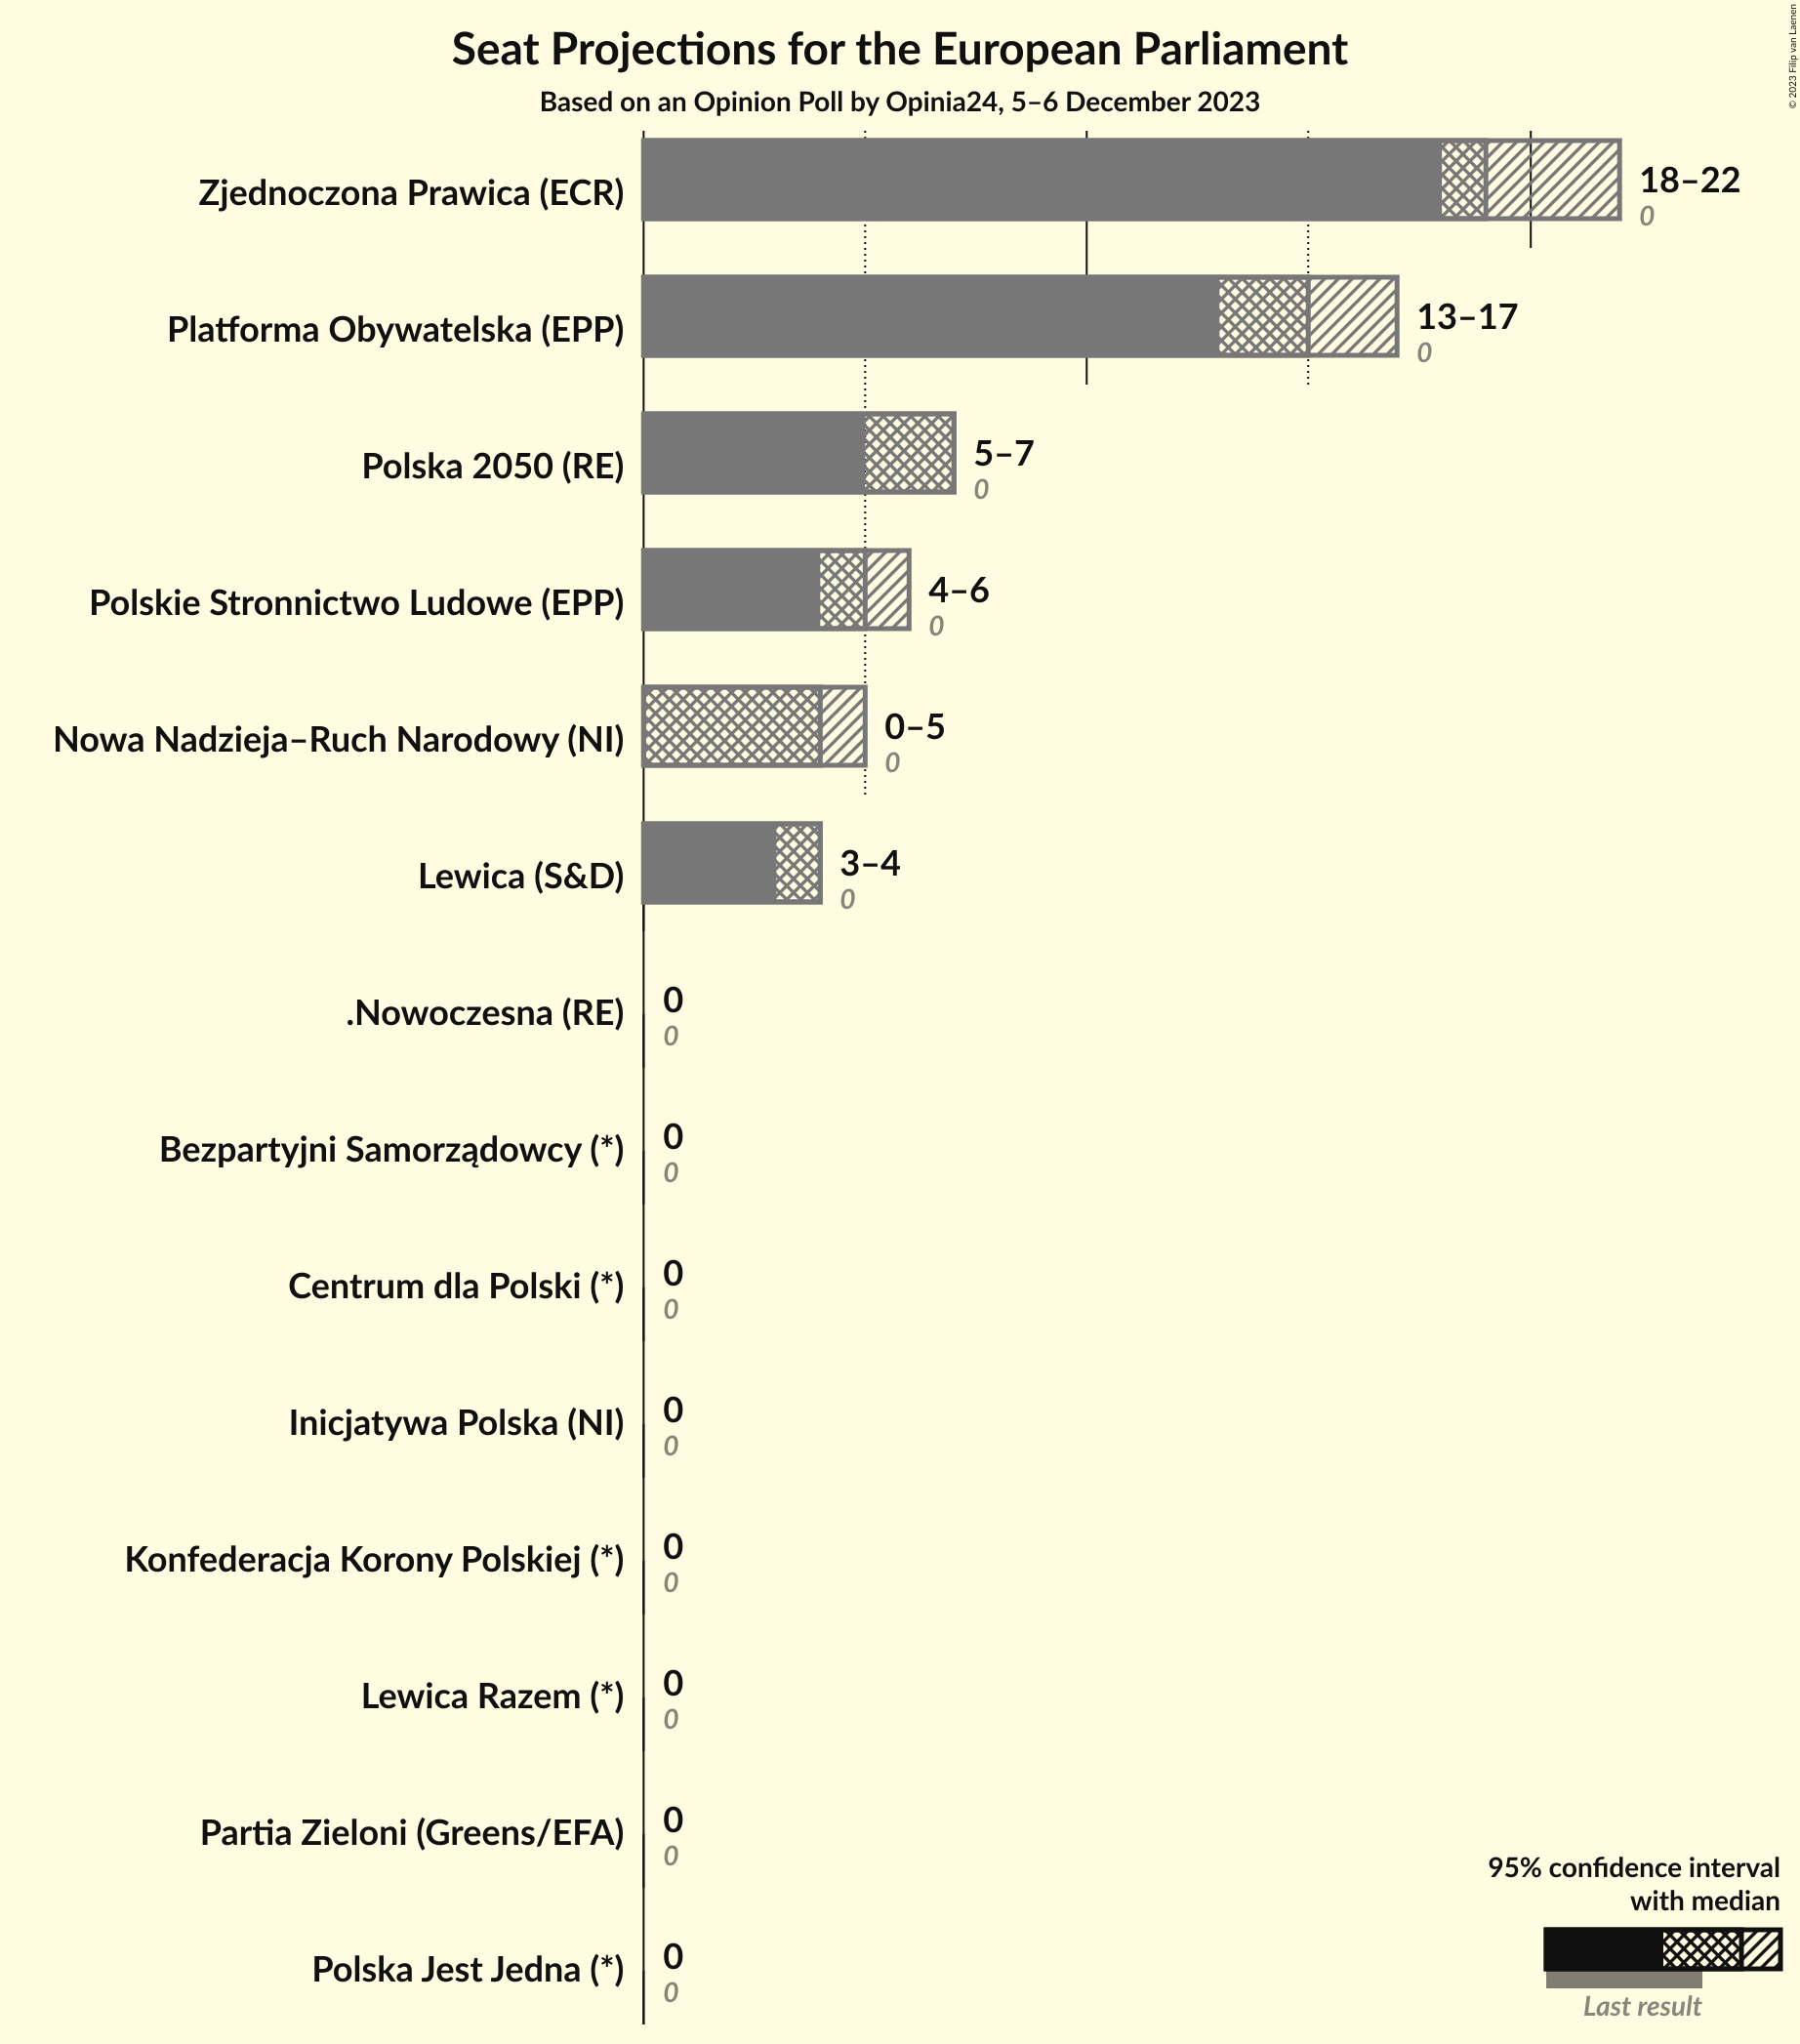 Seat Projections for the European Parliament
Based on an Opinion Poll by Opinia24, 5–6 December 2023
© 2023 Filip van Laenen
Zjednoczona Prawica (ECR)
18–22
0
Platforma Obywatelska (EPP)
13–17
0
Polska 2050 (RE)
5–7
0
Polskie Stronnictwo Ludowe (EPP)
4–6
0
Nowa Nadzieja–Ruch Narodowy (NI)
0–5
0
Lewica (S&D)
3–4
0
.Nowoczesna (RE)
0
0
Bezpartyjni Samorządowcy (*)
0
0
Centrum dla Polski (*)
0
0
Inicjatywa Polska (NI)
0
0
Konfederacja Korony Polskiej (*)
0
0
Lewica Razem (*)
0
0
Partia Zieloni (Greens/EFA)
0
0
Polska Jest Jedna (*)
0
0
95% confidence interval
with median
Last result